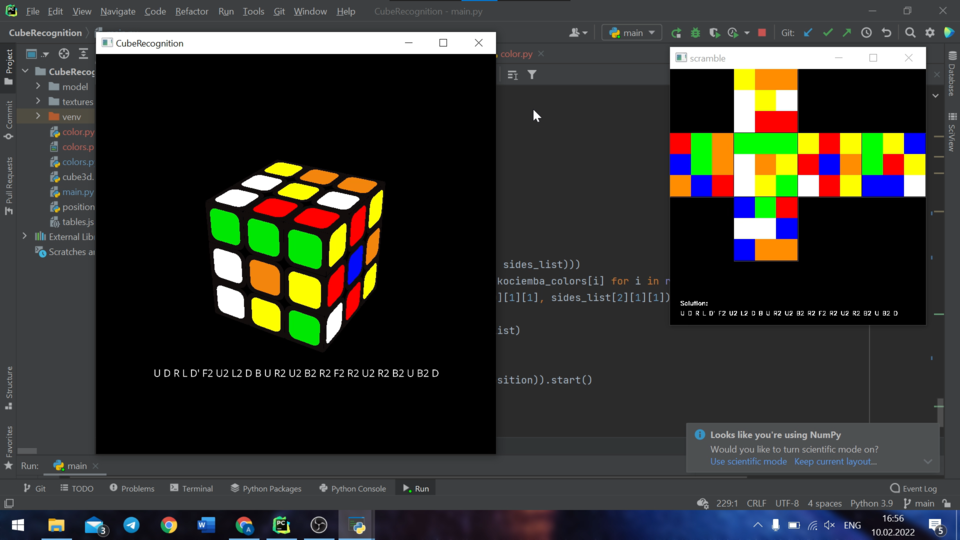 File Edit View Navigate Code Refactor Run Tools Git Window Help CubeRecognition - main.py
CubeRecognition
main
Git:
CubeRecognition
color.py
scramble
Project
Commit
Pull Requests
Structure
Favorites
Database
SciView
CubeRecog
model
textures
venv
color.py
colors.p
colors.p
cube3d.
main.py
position
tables.js
External Lib
Scratches a
sides_list)))
kociemba_colors[i] for i in r
][1][1], sides_list[2][1][1])
ist)
sition)).start()
U D R L D' F2 U2 L2 D B U R2 U2 B2 R2 F2 R2 U2 R2 B2 U B2 D
Solution:
U D R L D' F2 U2 L2 D B U R2 U2 B2 R2 F2 R2 U2 R2 B2 U B2 D
Looks like you're using NumPy
Would you like to turn scientific mode on?
Use scientific mode Keep current layout...
Run: main
Git TODO Problems Terminal Python Packages Python Console Run Event Log
229:1 CRLF UTF-8 4 spaces Python 3.9 main
3
ENG
16:56
10.02.2022
5